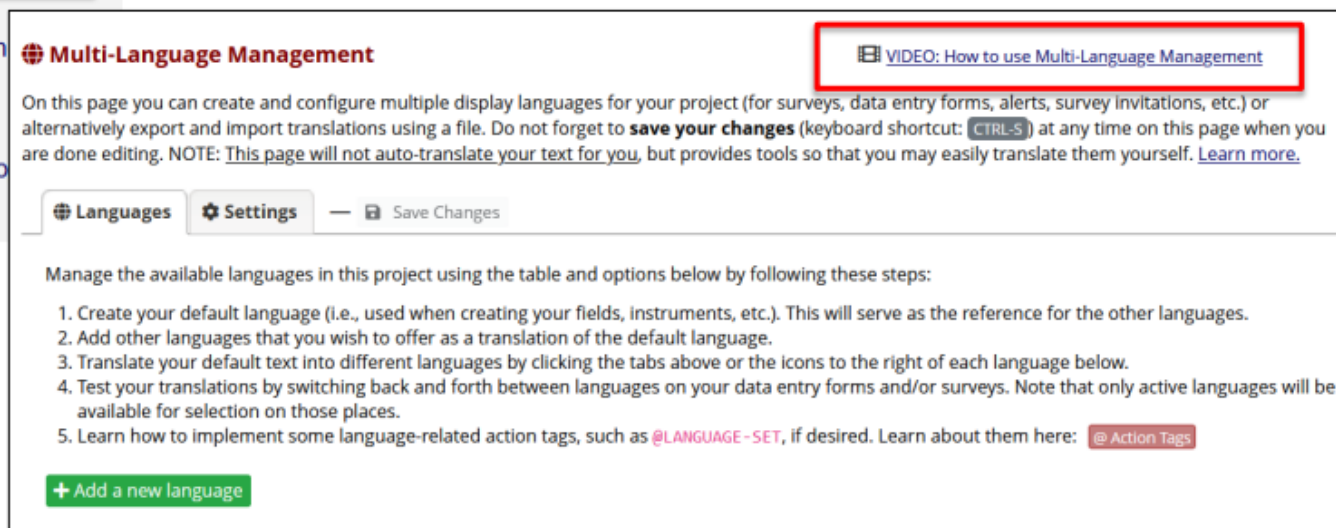 Multi-Language Management
VIDEO: How to use Multi-Language Management
On this page you can create and configure multiple display languages for your project (for surveys, data entry forms, alerts, survey invitations, etc.) or
alternatively export and import translations using a file. Do not forget to save your changes (keyboard shortcut: CTRL-S) at any time on this page when you
are done editing. NOTE: This page will not auto-translate your text for you, but provides tools so that you may easily translate them yourself. Learn more.
Languages Settings — Save Changes
Manage the available languages in this project using the table and options below by following these steps:
1. Create your default language (i.e., used when creating your fields, instruments, etc.). This will serve as the reference for the other languages.
2. Add other languages that you wish to offer as a translation of the default language.
3. Translate your default text into different languages by clicking the tabs above or the icons to the right of each language below.
4. Test your translations by switching back and forth between languages on your data entry forms and/or surveys. Note that only active languages will be
available for selection on those places.
5. Learn how to implement some language-related action tags, such as @LANGUAGE-SET, if desired. Learn about them here: @ Action Tags
+ Add a new language